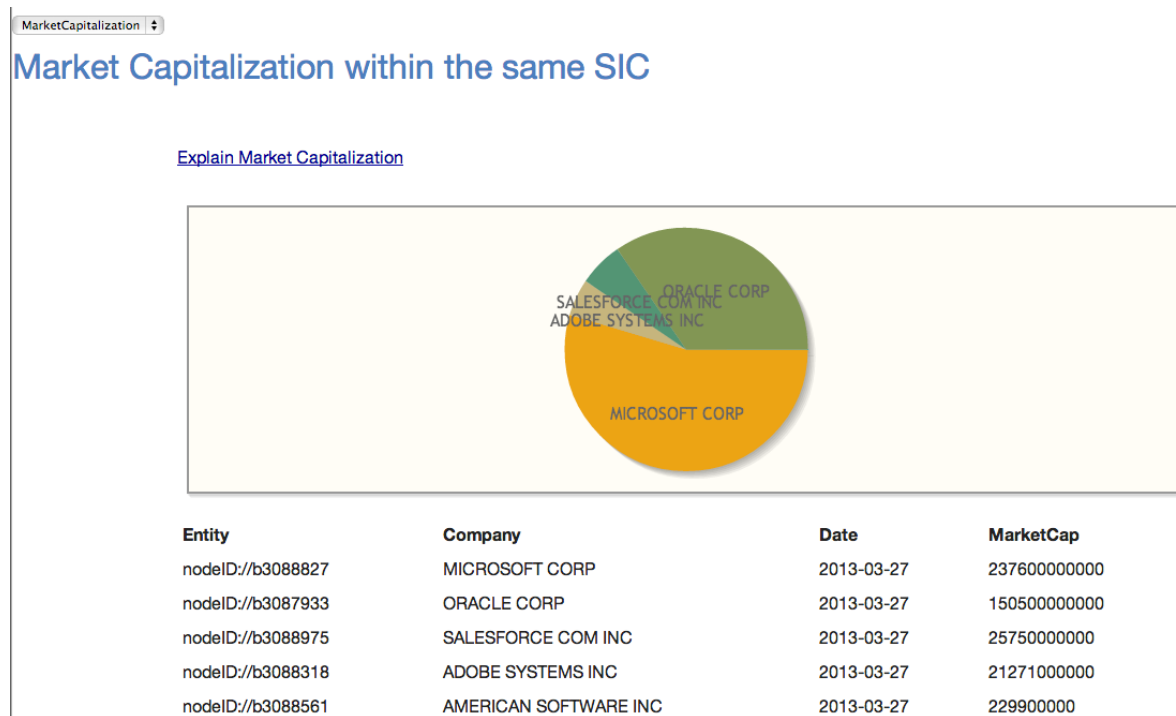 MarketCapitalization
Market Capitalization within the same SIC
Explain Market Capitalization
ORACLE CORP
SALESFORCE COM INC
ADOBE SYSTEMS INC
MICROSOFT CORP
Entity Company Date MarketCap
nodeID://b3088827 MICROSOFT CORP 2013-03-27 237600000000
nodeID://b3087933 ORACLE CORP 2013-03-27 150500000000
nodeID://b3088975 SALESFORCE COM INC 2013-03-27 25750000000
nodeID://b3088318 ADOBE SYSTEMS INC 2013-03-27 21271000000
nodeID://b3088561 AMERICAN SOFTWARE INC 2013-03-27 229900000